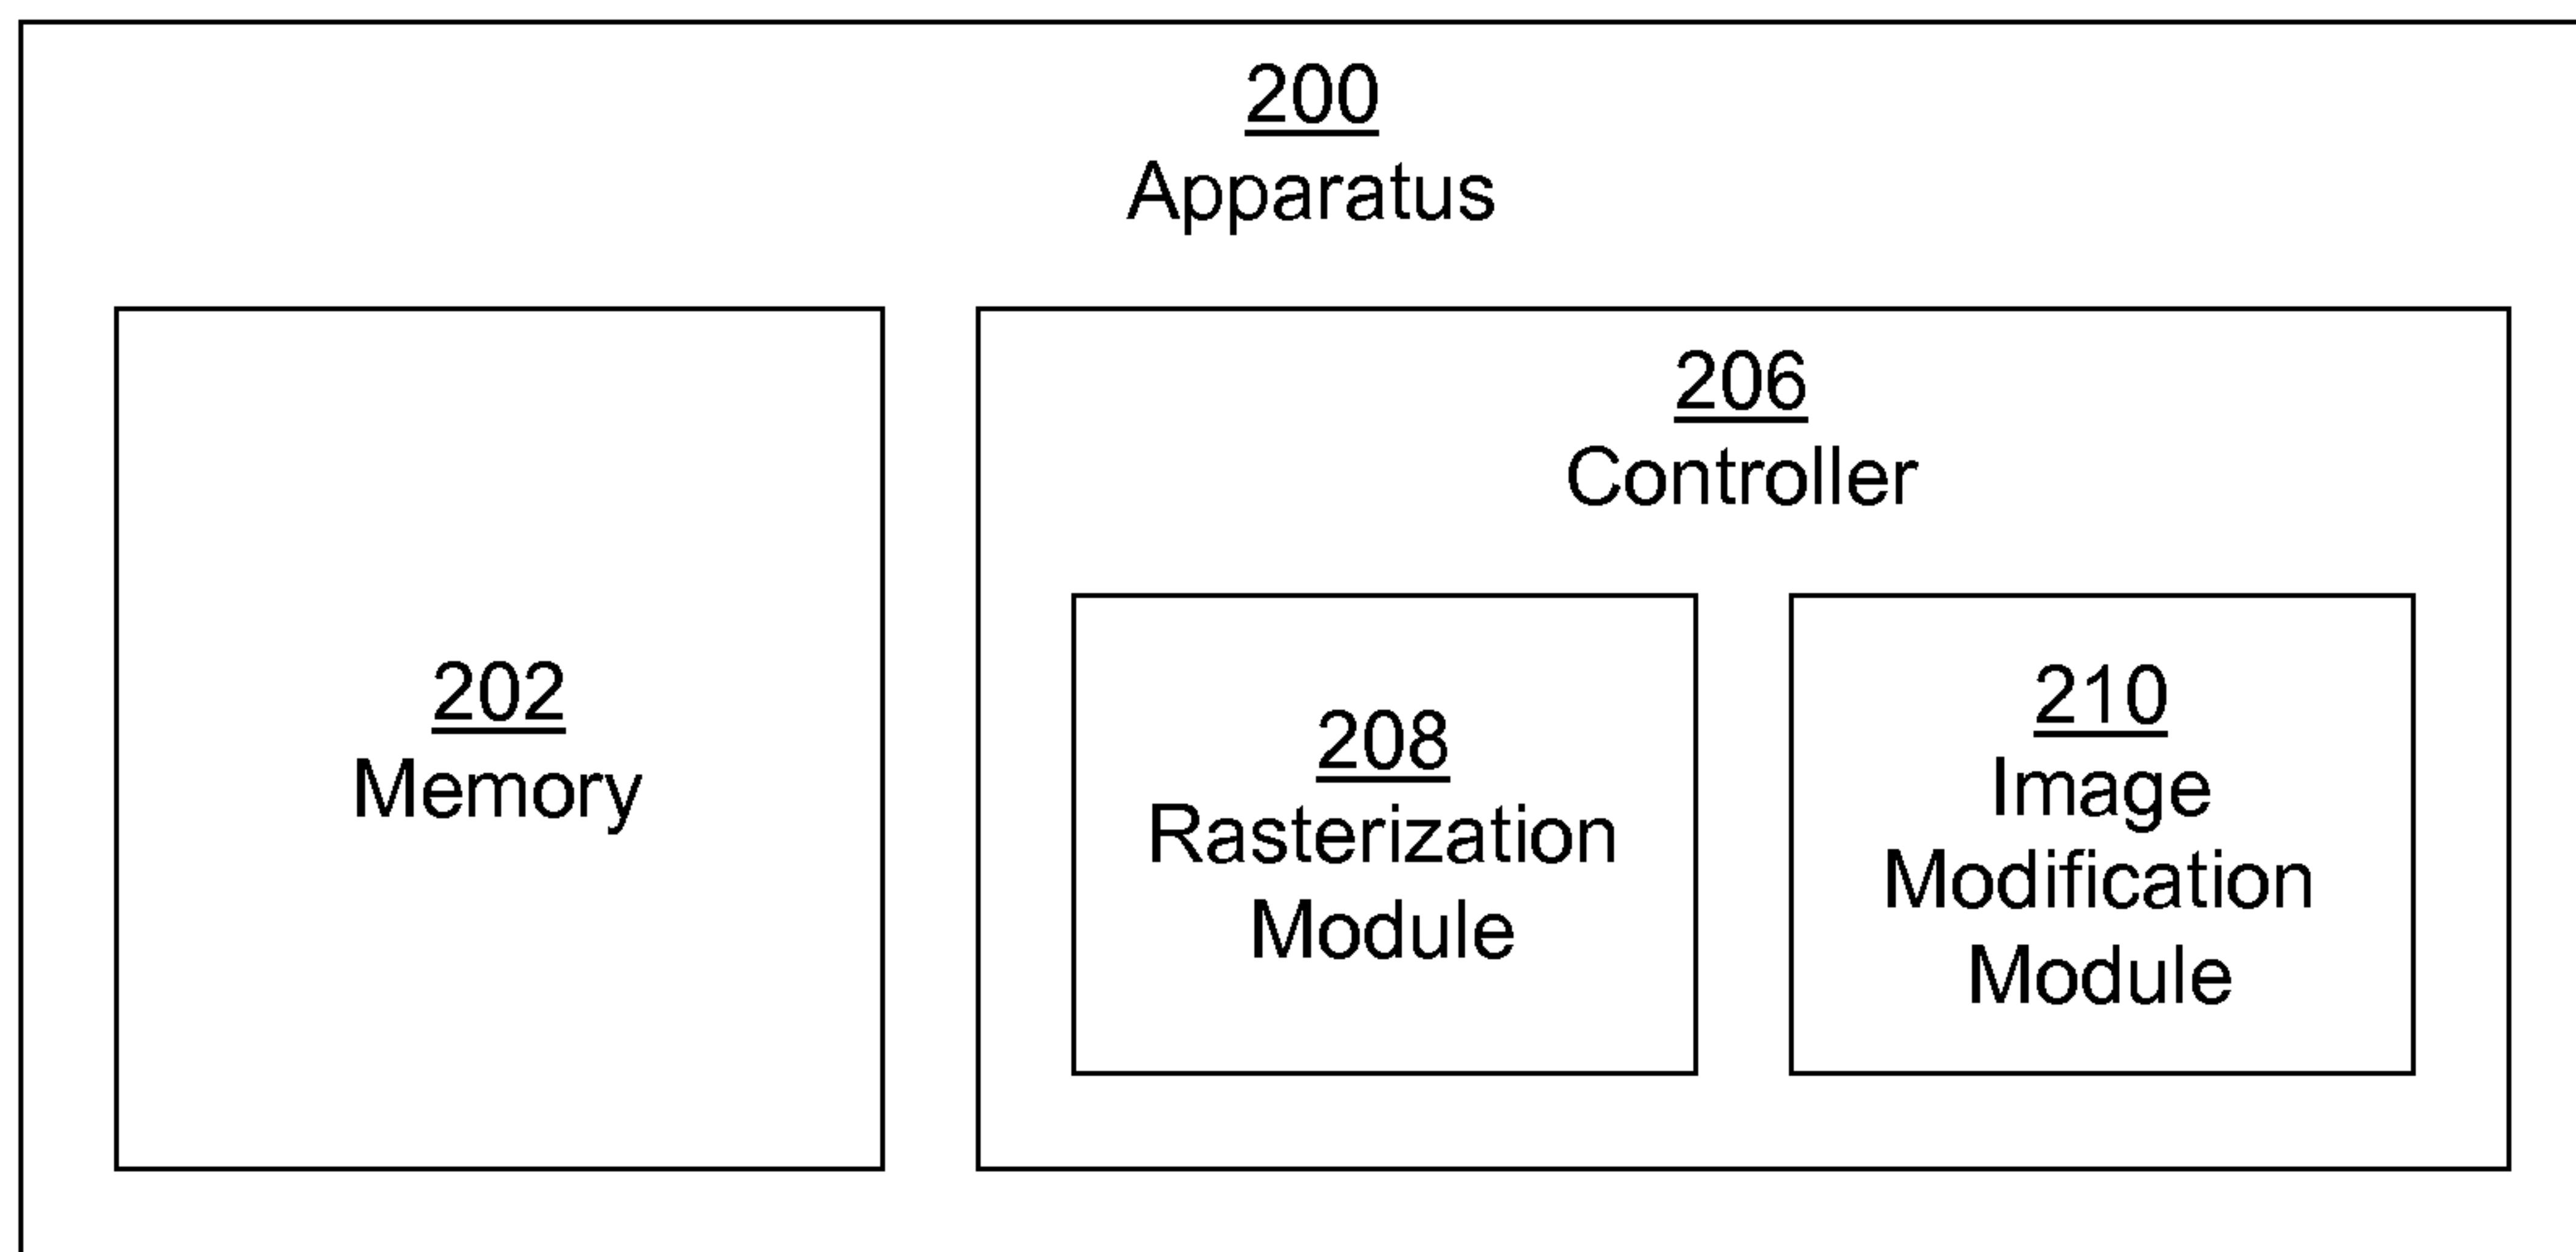 200
Apparatus
202
Memory
206
Controller
208
Rasterization
Module
210
Image
Modification
Module